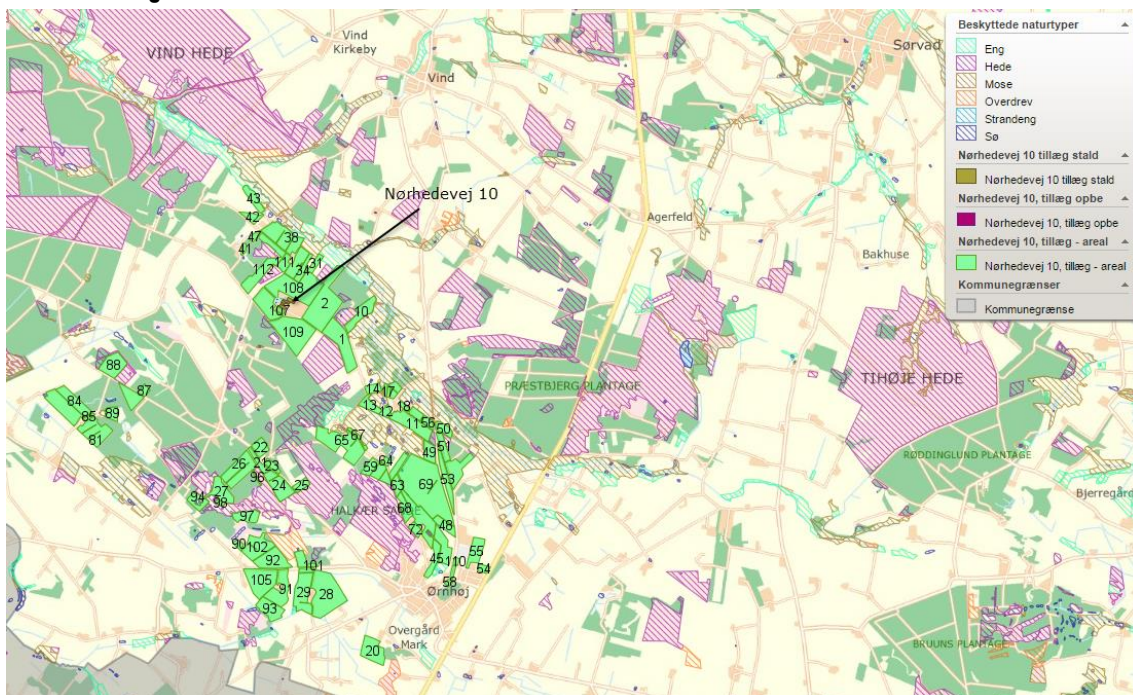 VIND HEDE
Vind
Kirkeby
Vind
Sørvad
Nørhedevej 10
Agerfeld
Bakhuse
43
42
47
38
41
111
31
34
112
108
2
107
10
109
1
88
87
84
85
89
81
14
17
13
12
18
11
56
50
PRÆSTBJERG PLANTAGE
TIHØJE HEDE
65
67
49
51
22
26
21
23
59
64
96
24
25
63
69
53
RØDDINGLUND PLANTAGE
27
94
98
68
HALKÆR
97
72
48
Bjerregård
90
102
92
45
110
55
54
101
105
91
29
28
58
93
Ørnhøj
Overgård
Mark
20
BRUUNS PLANTAGE
Beskyttede naturtyper
Eng
Hede
Mose
Overdrev
Strandeng
Sø
Nørhedevej 10 tillæg stald
Nørhedevej 10 tillæg stald
Nørhedevej 10, tillæg opbe
Nørhedevej 10, tillæg opbe
Nørhedevej 10, tillæg - areal
Nørhedevej 10, tillæg - areal
Kommunegrænser
Kommunegrænse